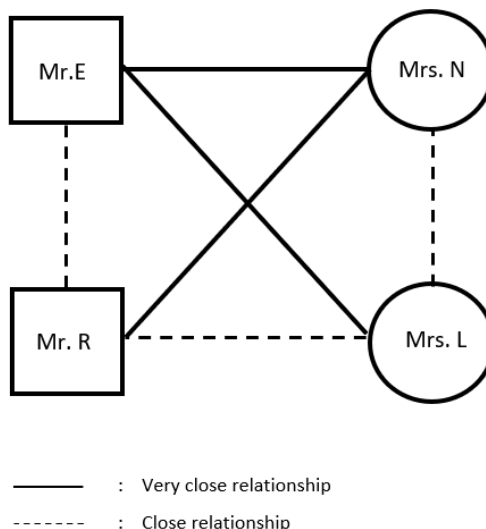 Mr.E
Mrs. N
Mr. R
Mrs. L
: Very close relationship
: Close relationship